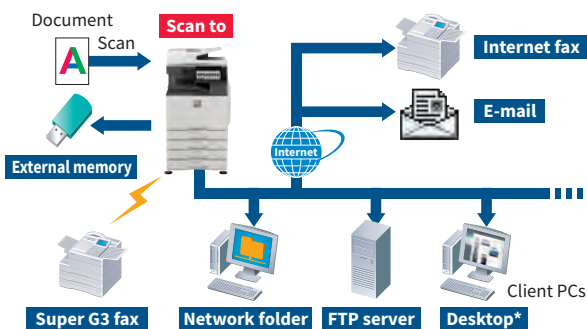 Document
Scan
Scan to
Internet fax
A
E-mail
External memory
Internet
Client PCs
Super G3 fax
Network folder
FTP server
Desktop*